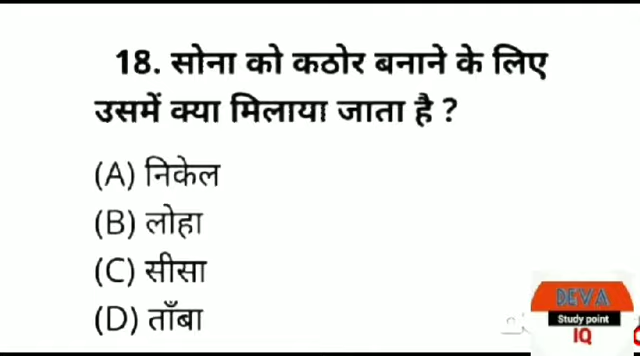 18. सोना को कठोर बनाने के लिए
उसमें क्या मिलाया जाता है ?
(A) निकेल
(B) लोहा
(C) सीसा
(D) ताँबा
DEVA
Study point
IQ